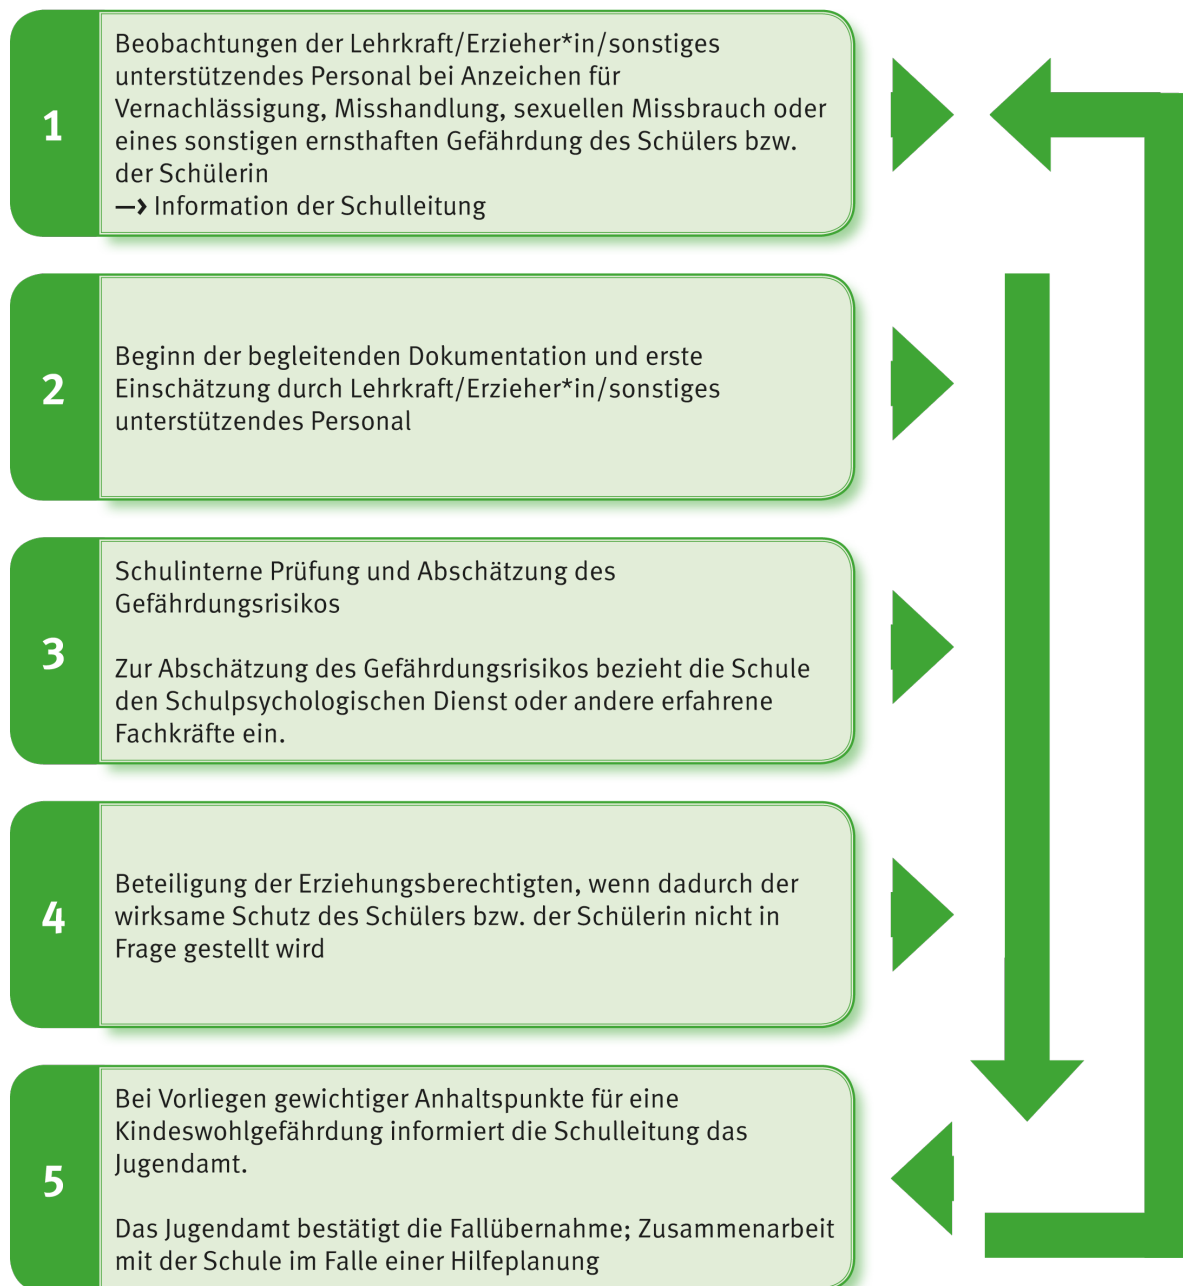 1
Beobachtungen der Lehrkraft/Erzieher*in/sonstiges
unterstützendes Personal bei Anzeichen für
Vernachlässigung, Misshandlung, sexuellen Missbrauch oder
eines sonstigen ernsthaften Gefährdung des Schülers bzw.
der Schülerin
—> Information der Schulleitung
2
Beginn der begleitenden Dokumentation und erste
Einschätzung durch Lehrkraft/Erzieher*in/sonstiges
unterstützendes Personal
3
Schulinterne Prüfung und Abschätzung des
Gefährdungsrisikos
Zur Abschätzung des Gefährdungsrisikos bezieht die Schule
den Schulpsychologischen Dienst oder andere erfahrene
Fachkräfte ein.
4
Beteiligung der Erziehungsberechtigten, wenn dadurch der
wirksame Schutz des Schülers bzw. der Schülerin nicht in
Frage gestellt wird
5
Bei Vorliegen gewichtiger Anhaltspunkte für eine
Kindeswohlgefährdung informiert die Schulleitung das
Jugendamt.
Das Jugendamt bestätigt die Fallübernahme; Zusammenarbeit
mit der Schule im Falle einer Hilfeplanung